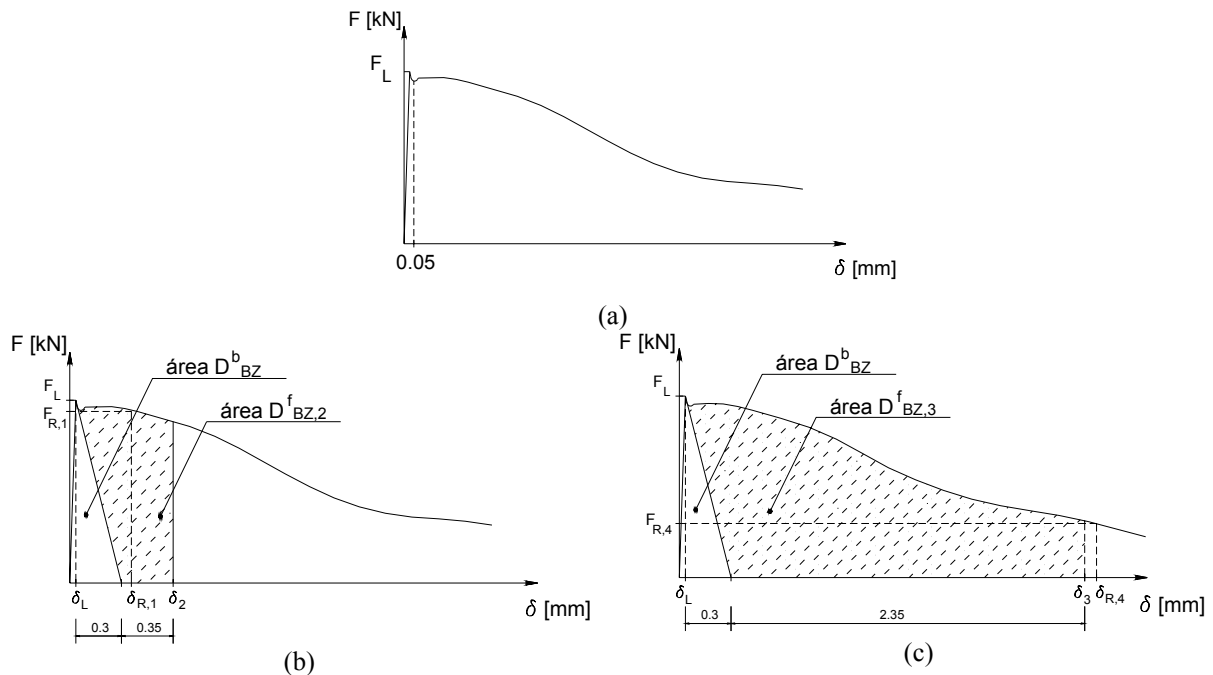 F [kN]
F_L
0.05
δ [mm]
(a)
F [kN]
área D^b_BZ
F_L
F_R,1
área D^f_BZ,2
δ_L
δ_R,1
δ_2
δ [mm]
0.3
0.35
(b)
F [kN]
área D^b_BZ
F_L
área D^f_BZ,3
F_R,4
δ_L
δ_3
δ_R,4
δ [mm]
0.3
2.35
(c)